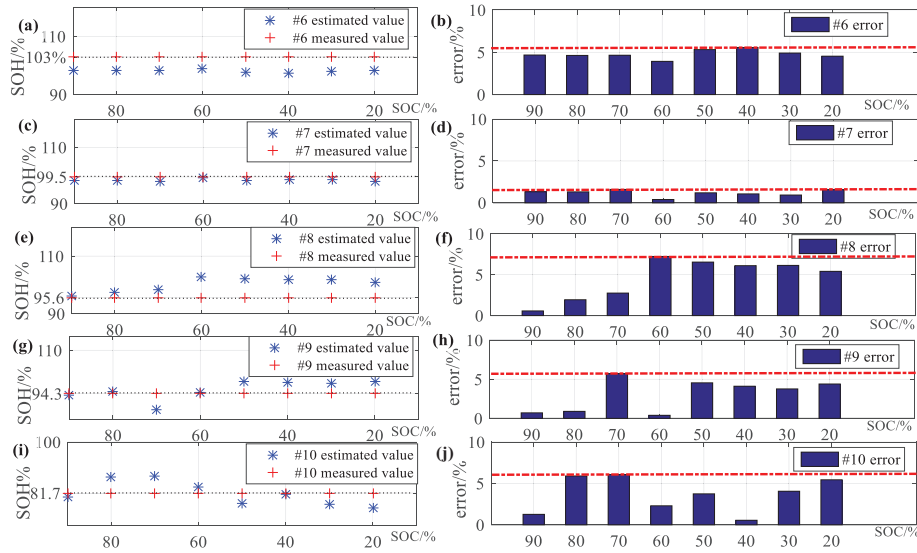 (a)
SOH/%
110
103%
90
80
60
40
20
SOC/%
#6 estimated value
#6 measured value
(b)
error/%
10
5
0
90
80
70
60
50
40
30
20
SOC/%
#6 error
(c)
SOH/%
110
99.5
90
80
60
40
20
SOC/%
#7 estimated value
#7 measured value
(d)
error/%
10
5
0
90
80
70
60
50
40
30
20
SOC/%
#7 error
(e)
SOH/%
110
95.6
90
80
60
40
20
SOC/%
#8 estimated value
#8 measured value
(f)
error/%
10
5
0
90
80
70
60
50
40
30
20
SOC/%
#8 error
(g)
SOH/%
110
94.3
80
60
40
20
SOC/%
#9 estimated value
#9 measured value
(h)
error/%
10
5
0
90
80
70
60
50
40
30
20
SOC/%
#9 error
(i)
SOH%
100
81.7
80
60
40
20
SOC/%
#10 estimated value
#10 measured value
(j)
error/%
10
5
0
90
80
70
60
50
40
30
20
SOC/%
#10 error